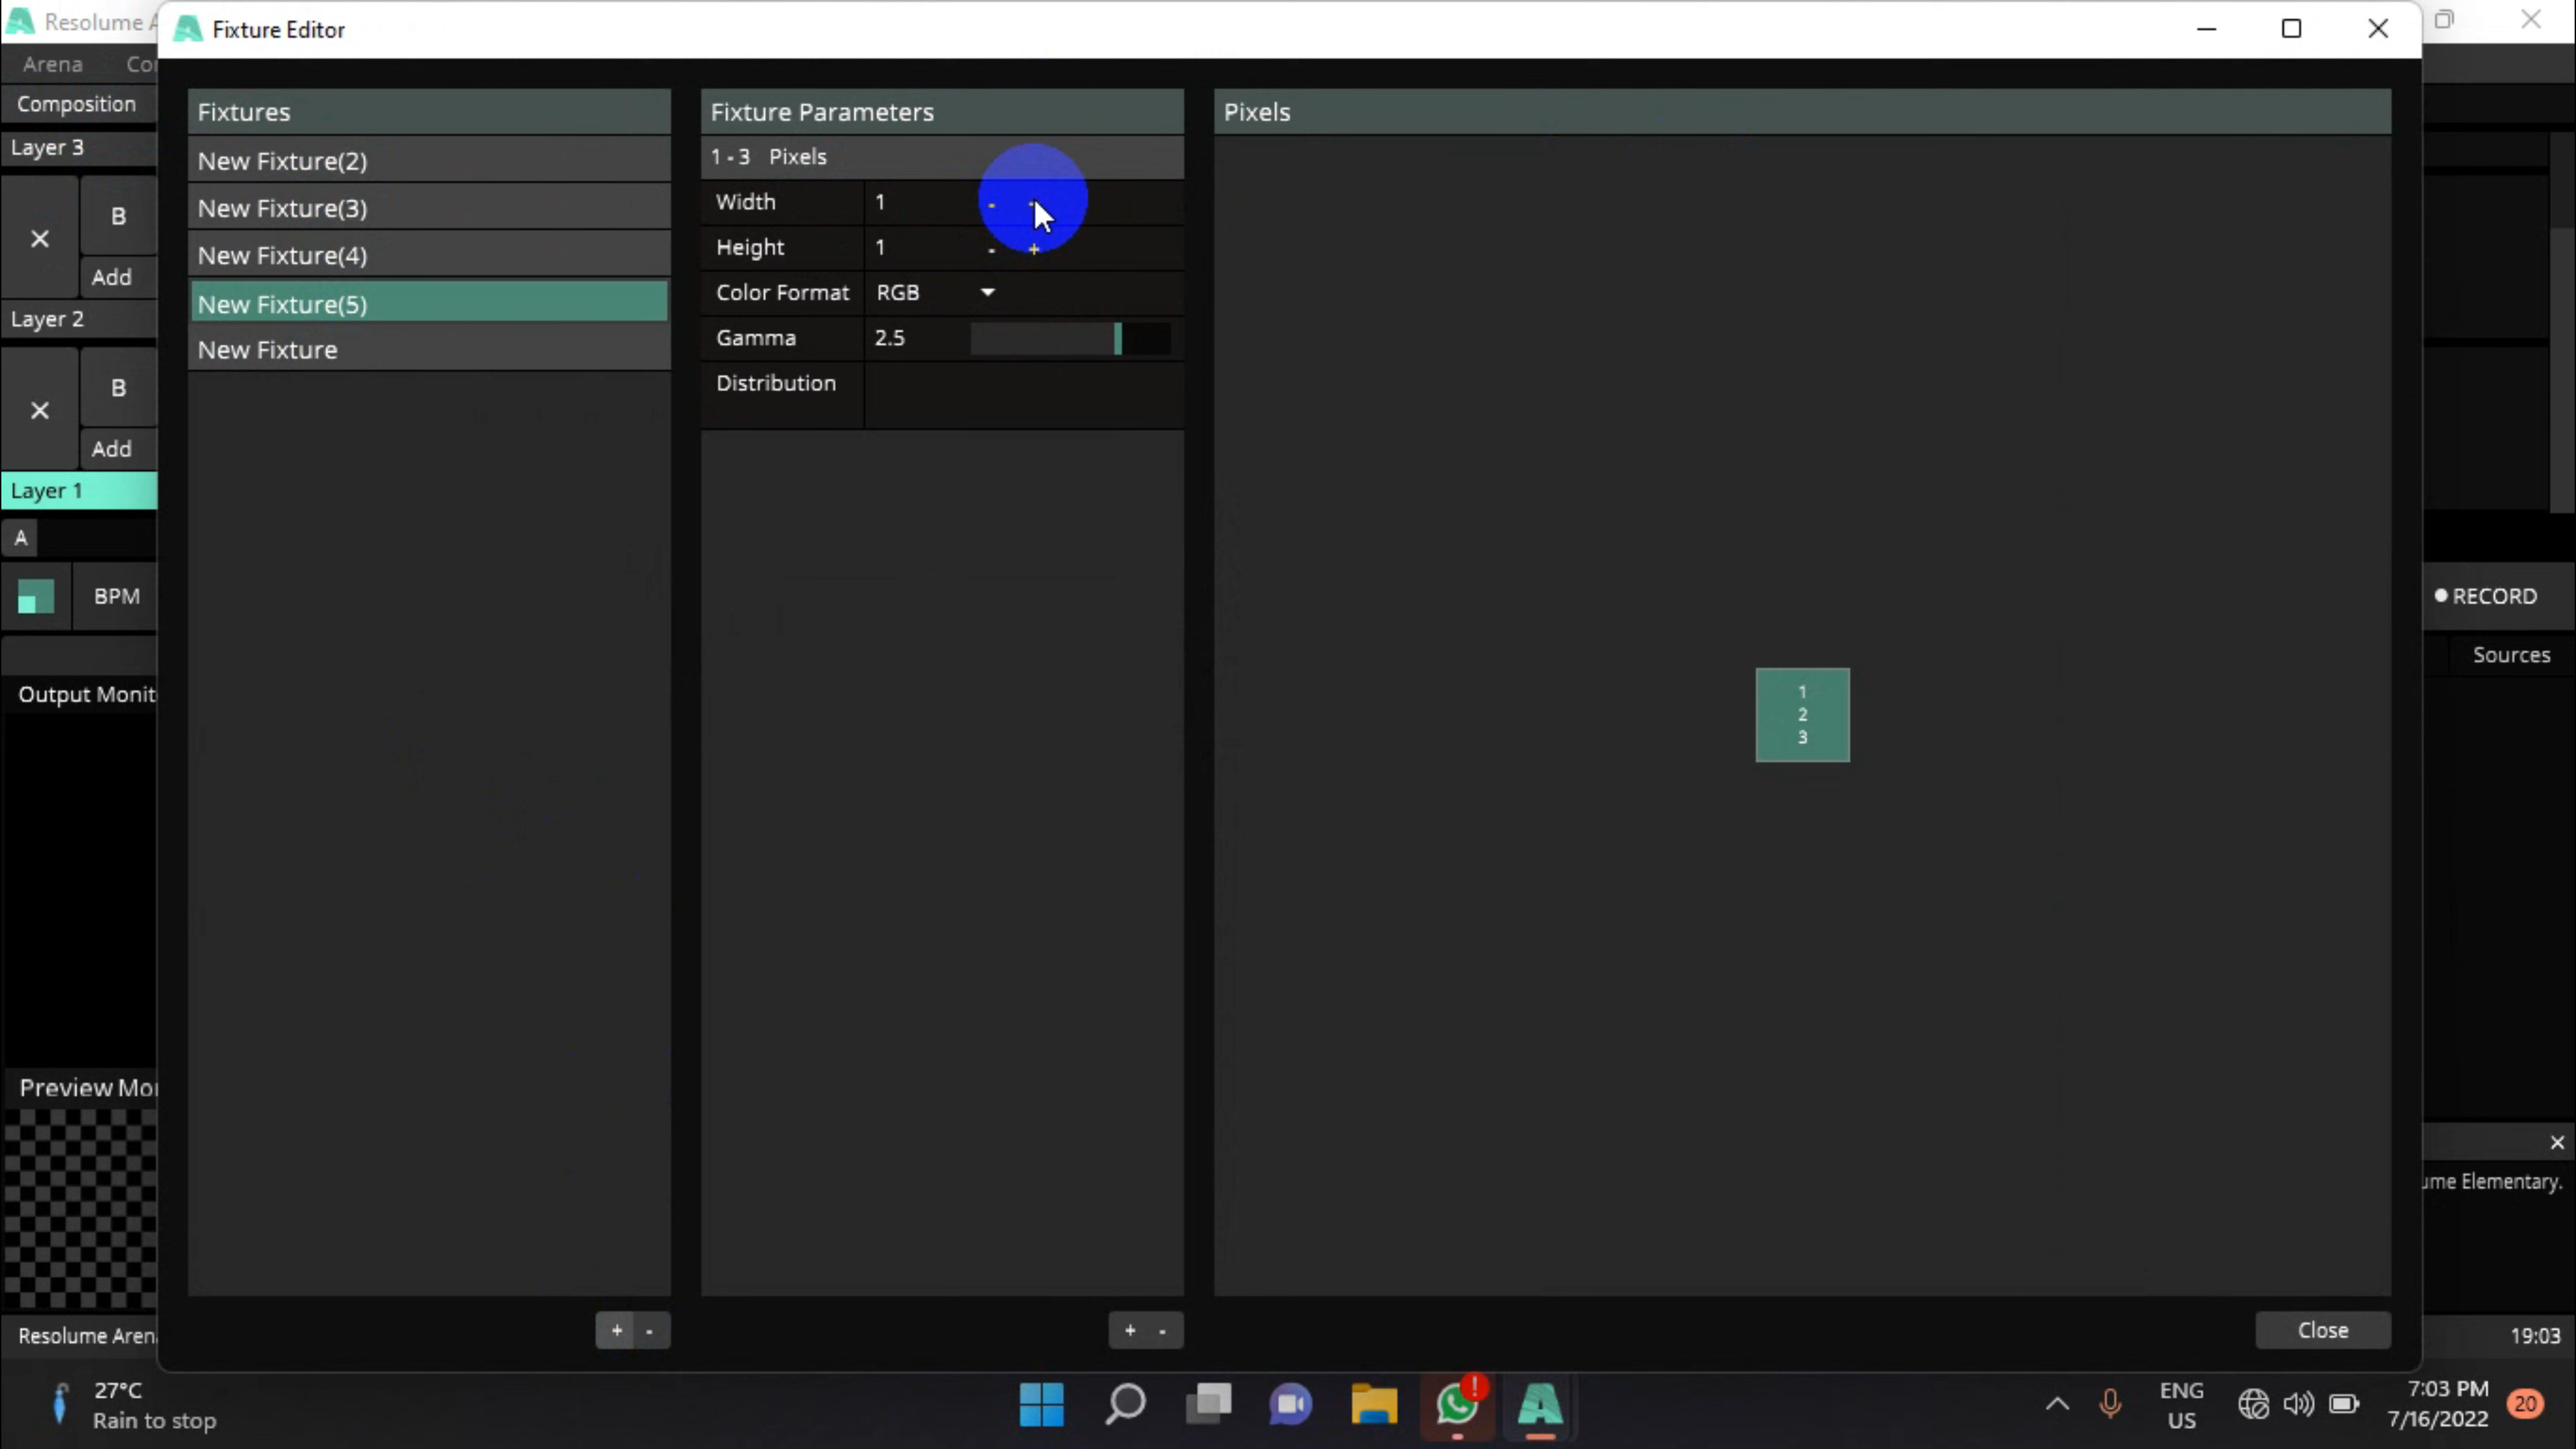 Resolume A
Fixture Editor
Arena Co
Composition
Layer 3
B
Add
Layer 2
B
Add
Layer 1
A
BPM
Output Monit
Preview Mo
Resolume Aren
Fixtures
New Fixture(2)
New Fixture(3)
New Fixture(4)
New Fixture(5)
New Fixture
+ -
Fixture Parameters
1 - 3 Pixels
Width 1 -
Height 1 - +
Color Format RGB
Gamma 2.5
Distribution
+ -
Pixels
1
2
3
Close
RECORD
Sources
ume Elementary.
19:03
27°C
Rain to stop
!
ENG
US
7:03 PM
7/16/2022
20